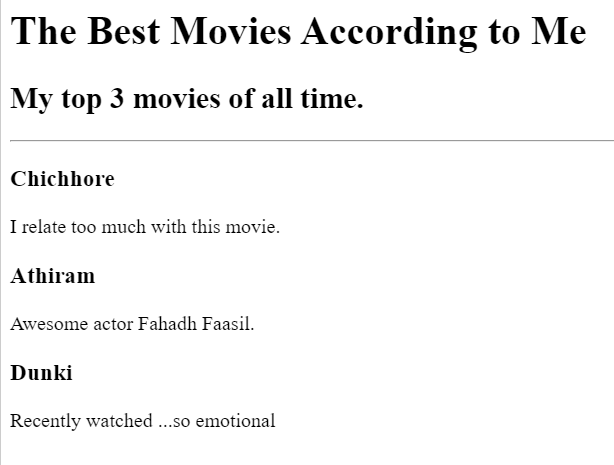 The Best Movies According to Me
My top 3 movies of all time.
Chichhore
I relate too much with this movie.
Athiram
Awesome actor Fahadh Faasil.
Dunki
Recently watched ...so emotional